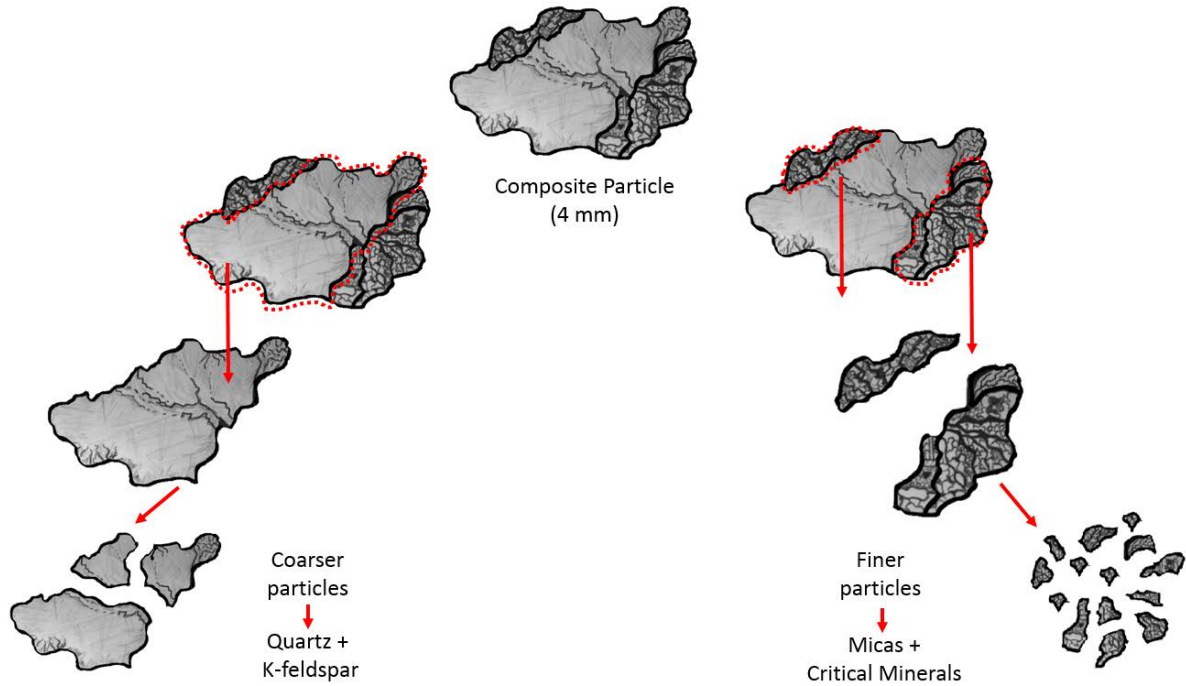 Composite Particle
(4 mm)
Coarser
particles
Quartz +
K-feldspar
Finer
particles
Micas +
Critical Minerals